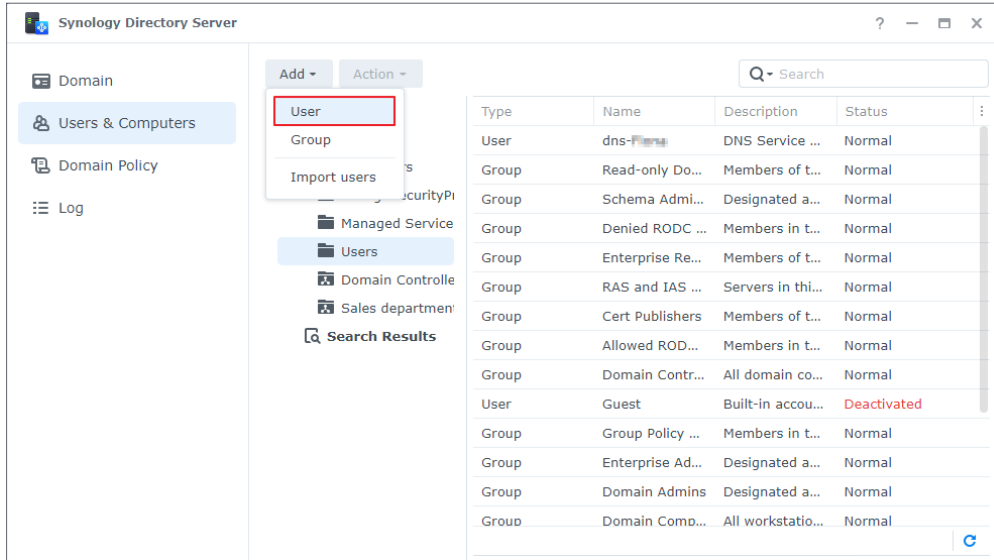 Synology Directory Server
?
Domain
Users & Computers
Domain Policy
Log
Add
Action
Search
User
Group
Import users
rs
ecurityPr
Managed Service
Users
Domain Controlle
Sales department
Search Results
Type Name Description Status
User dns- DNS Service ... Normal
Group Read-only Do... Members of t... Normal
Group Schema Admi... Designated a... Normal
Group Denied RODC ... Members in t... Normal
Group Enterprise Re... Members of t... Normal
Group RAS and IAS ... Servers in thi... Normal
Group Cert Publishers Members of t... Normal
Group Allowed ROD... Members in t... Normal
Group Domain Contr... All domain co... Normal
User Guest Built-in accou... Deactivated
Group Group Policy ... Members in t... Normal
Group Enterprise Ad... Designated a... Normal
Group Domain Admins Designated a... Normal
Group Domain Comp... All workstatio... Normal